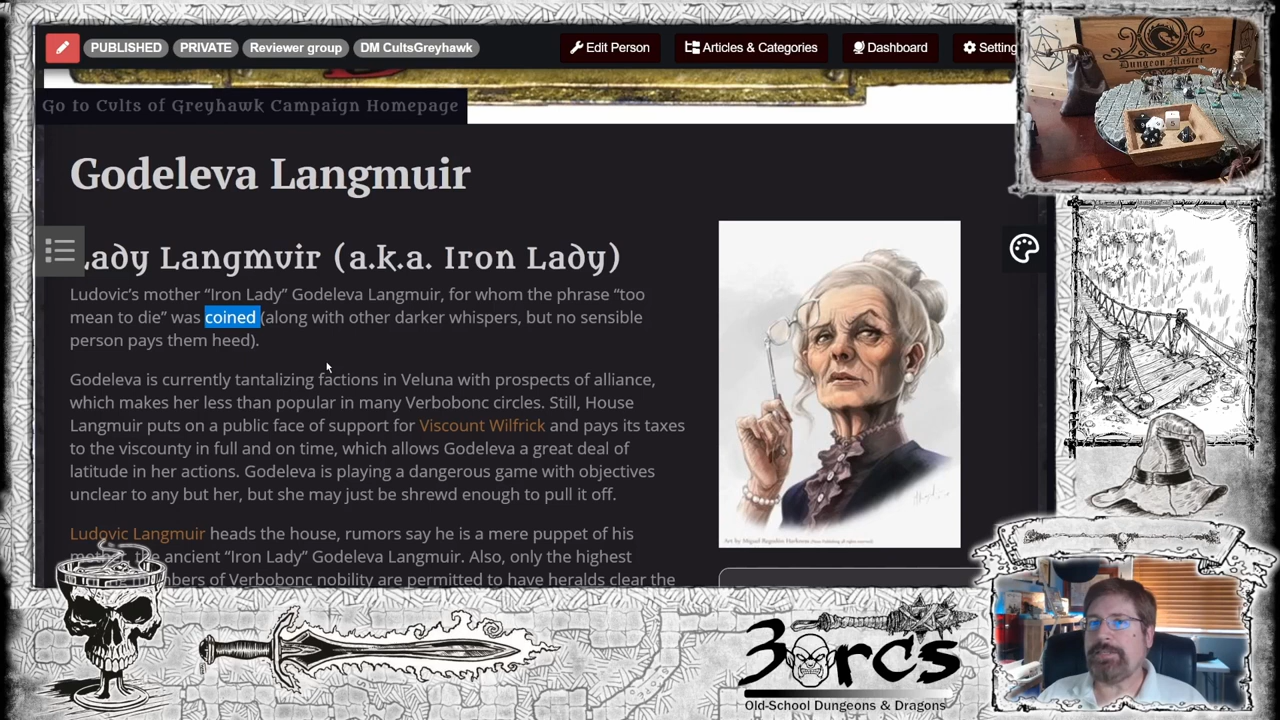 PUBLISHED PRIVATE Reviewer group DM CultsGreyhawk Edit Person Articles & Categories Dashboard Setting
Go to Cults of Greyhawk Campaign Homepage
Dungeon Master
Godeleva Langmuir
Lady Langmuir (a.k.a. Iron Lady)
Ludovic’s mother “Iron Lady” Godeleva Langmuir, for whom the phrase “too
mean to die” was coined (along with other darker whispers, but no sensible
person pays them heed).
Godeleva is currently tantalizing factions in Veluna with prospects of alliance,
which makes her less than popular in many Verbobonc circles. Still, House
Langmuir puts on a public face of support for Viscount Wilfrick and pays its taxes
to the viscounty in full and on time, which allows Godeleva a great deal of
latitude in her actions. Godeleva is playing a dangerous game with objectives
unclear to any but her, but she may just be shrewd enough to pull it off.
Ludovic Langmuir heads the house, rumors say he is a mere puppet of his
ancient “Iron Lady” Godeleva Langmuir. Also, only the highest
of Verbobonc nobility are permitted to have heralds clear the
3 orcs
Old-School Dungeons & Dragons